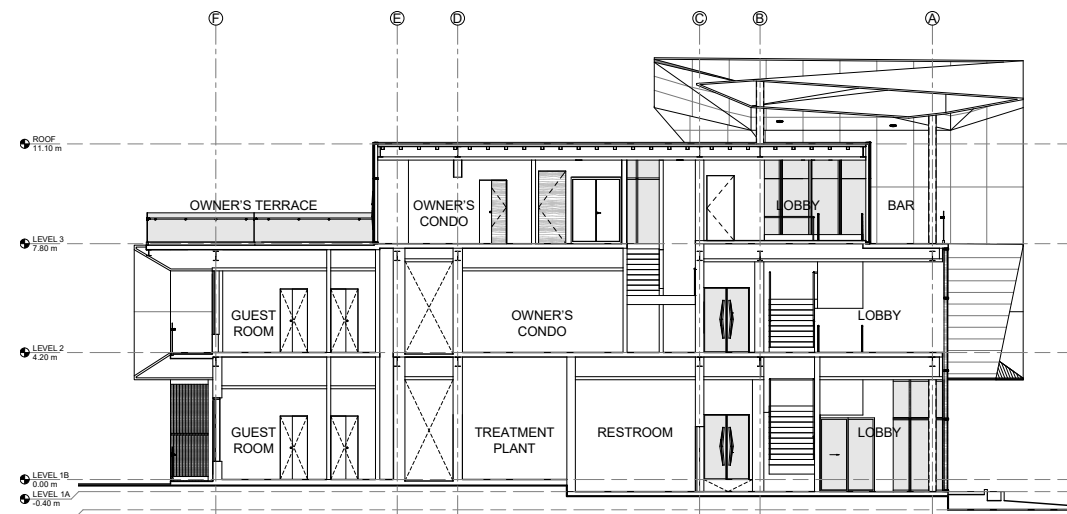 F
E
D
C
B
A
ROOF
11.10 m
OWNER'S TERRACE
OWNER'S
CONDO
LOBBY
BAR
LEVEL 3
7.80 m
GUEST
ROOM
OWNER'S
CONDO
LOBBY
LEVEL 2
4.20 m
GUEST
ROOM
TREATMENT
PLANT
RESTROOM
LOBBY
LEVEL 1B
0.00 m
LEVEL 1A
-0.40 m